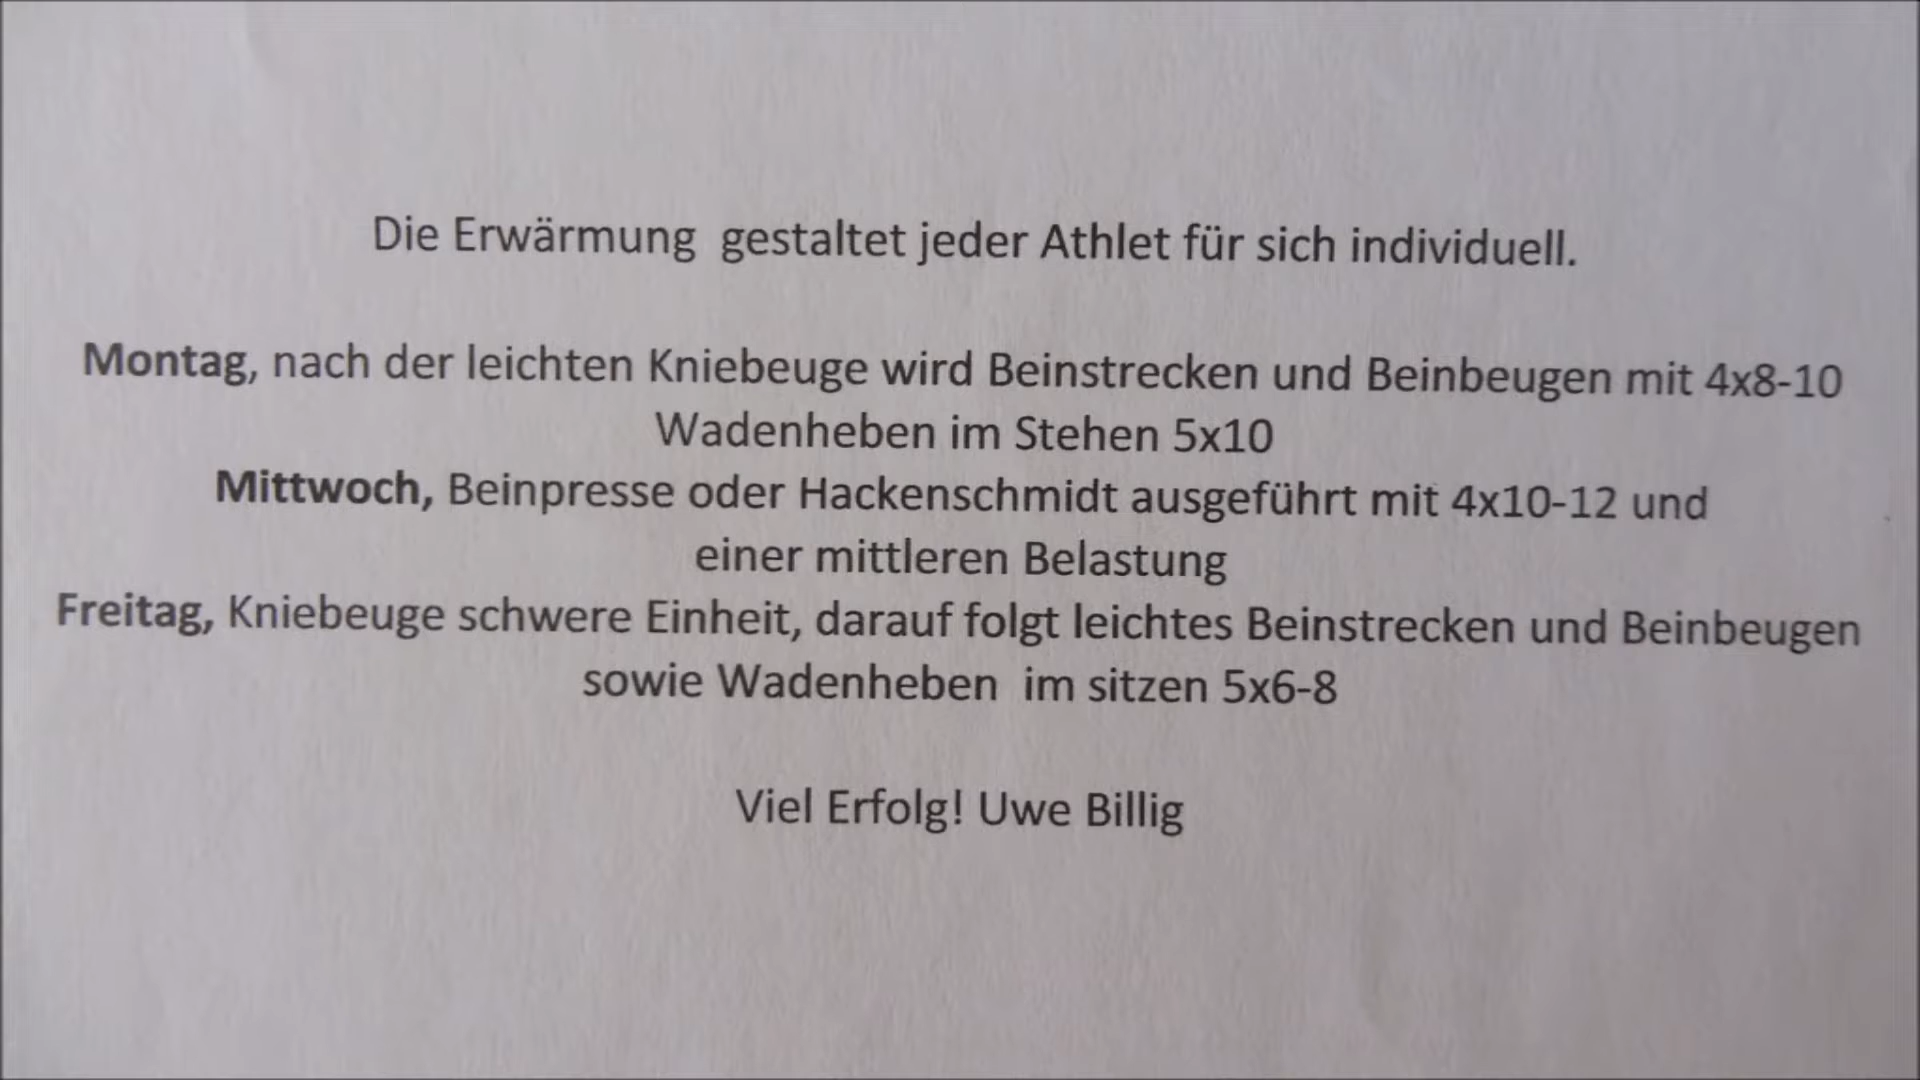 Die Erwärmung gestaltet jeder Athlet für sich individuell.
Montag, nach der leichten Kniebeuge wird Beinstrecken und Beinbeugen mit 4x8-10
Wadenheben im Stehen 5x10
Mittwoch, Beinpresse oder Hackenschmidt ausgeführt mit 4x10-12 und
einer mittleren Belastung
Freitag, Kniebeuge schwere Einheit, darauf folgt leichtes Beinstrecken und Beinbeugen
sowie Wadenheben im sitzen 5x6-8
Viel Erfolg! Uwe Billig